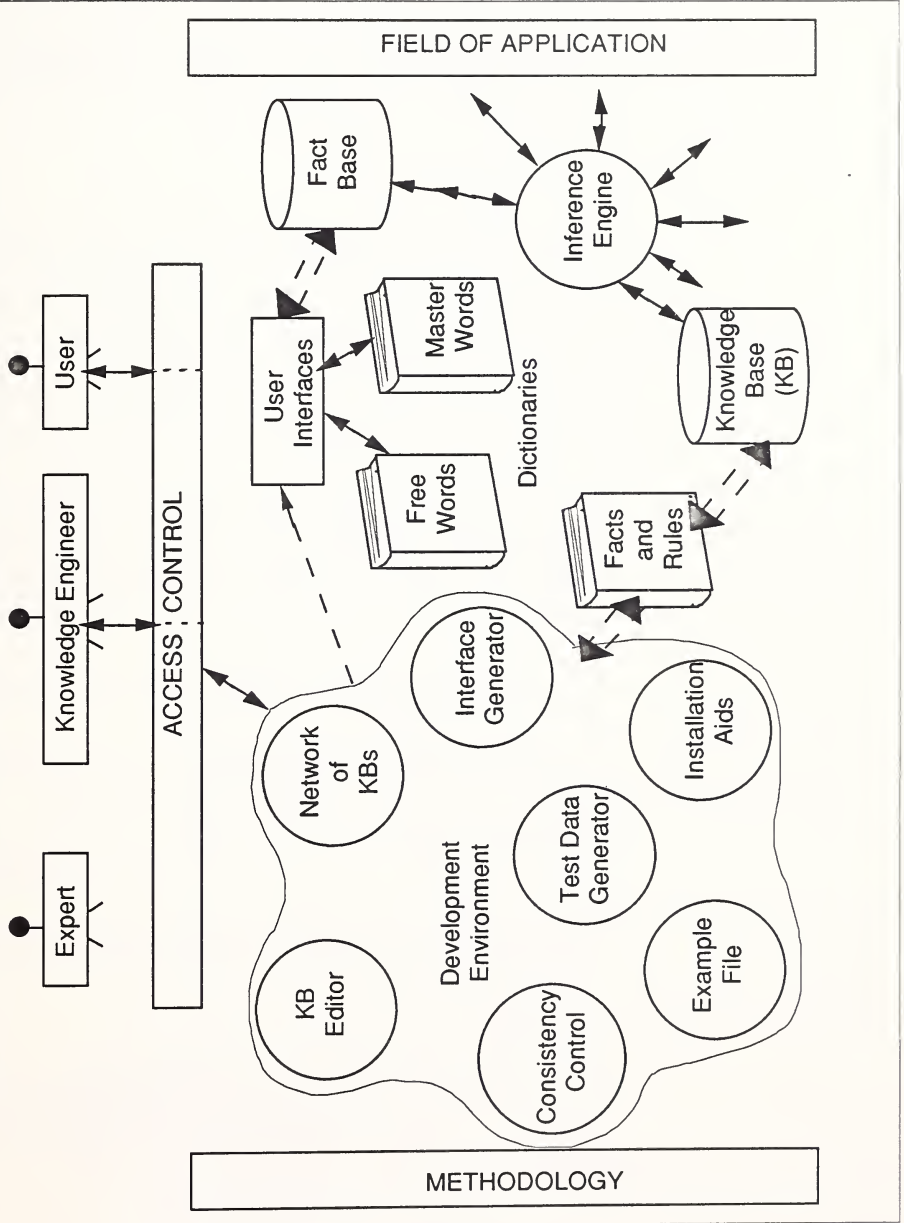 FIELD OF APPLICATION
Expert
Knowledge Engineer
User
ACCESS CONTROL
KB
Editor
Network
of
KBs
User
Interfaces
Fact
Base
Free
Words
Master
Words
Dictionaries
Development
Environment
Interface
Generator
Consistency
Control
Test Data
Generator
Facts
and
Rules
Inference
Engine
Example
File
Installation
Aids
Knowledge
Base
(KB)
METHODOLOGY